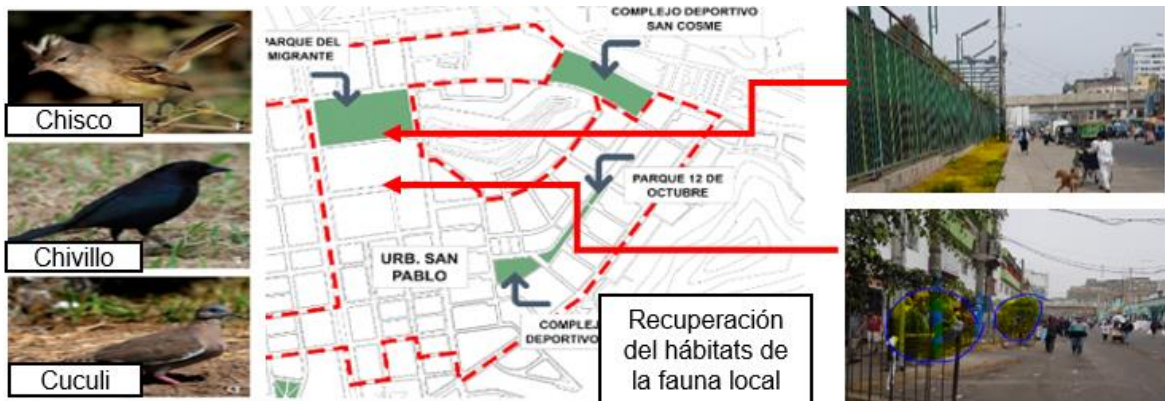 Chisco
Chivillo
Cuculi
PARQUE DEL
MIGRANTE
COMPLEJO DEPORTIVO
SAN COSME
PARQUE 12 DE
OCTUBRE
URB. SAN
PABLO
COMPLEJO
DEPORTIVO
Recuperación
del hábitats de
la fauna local